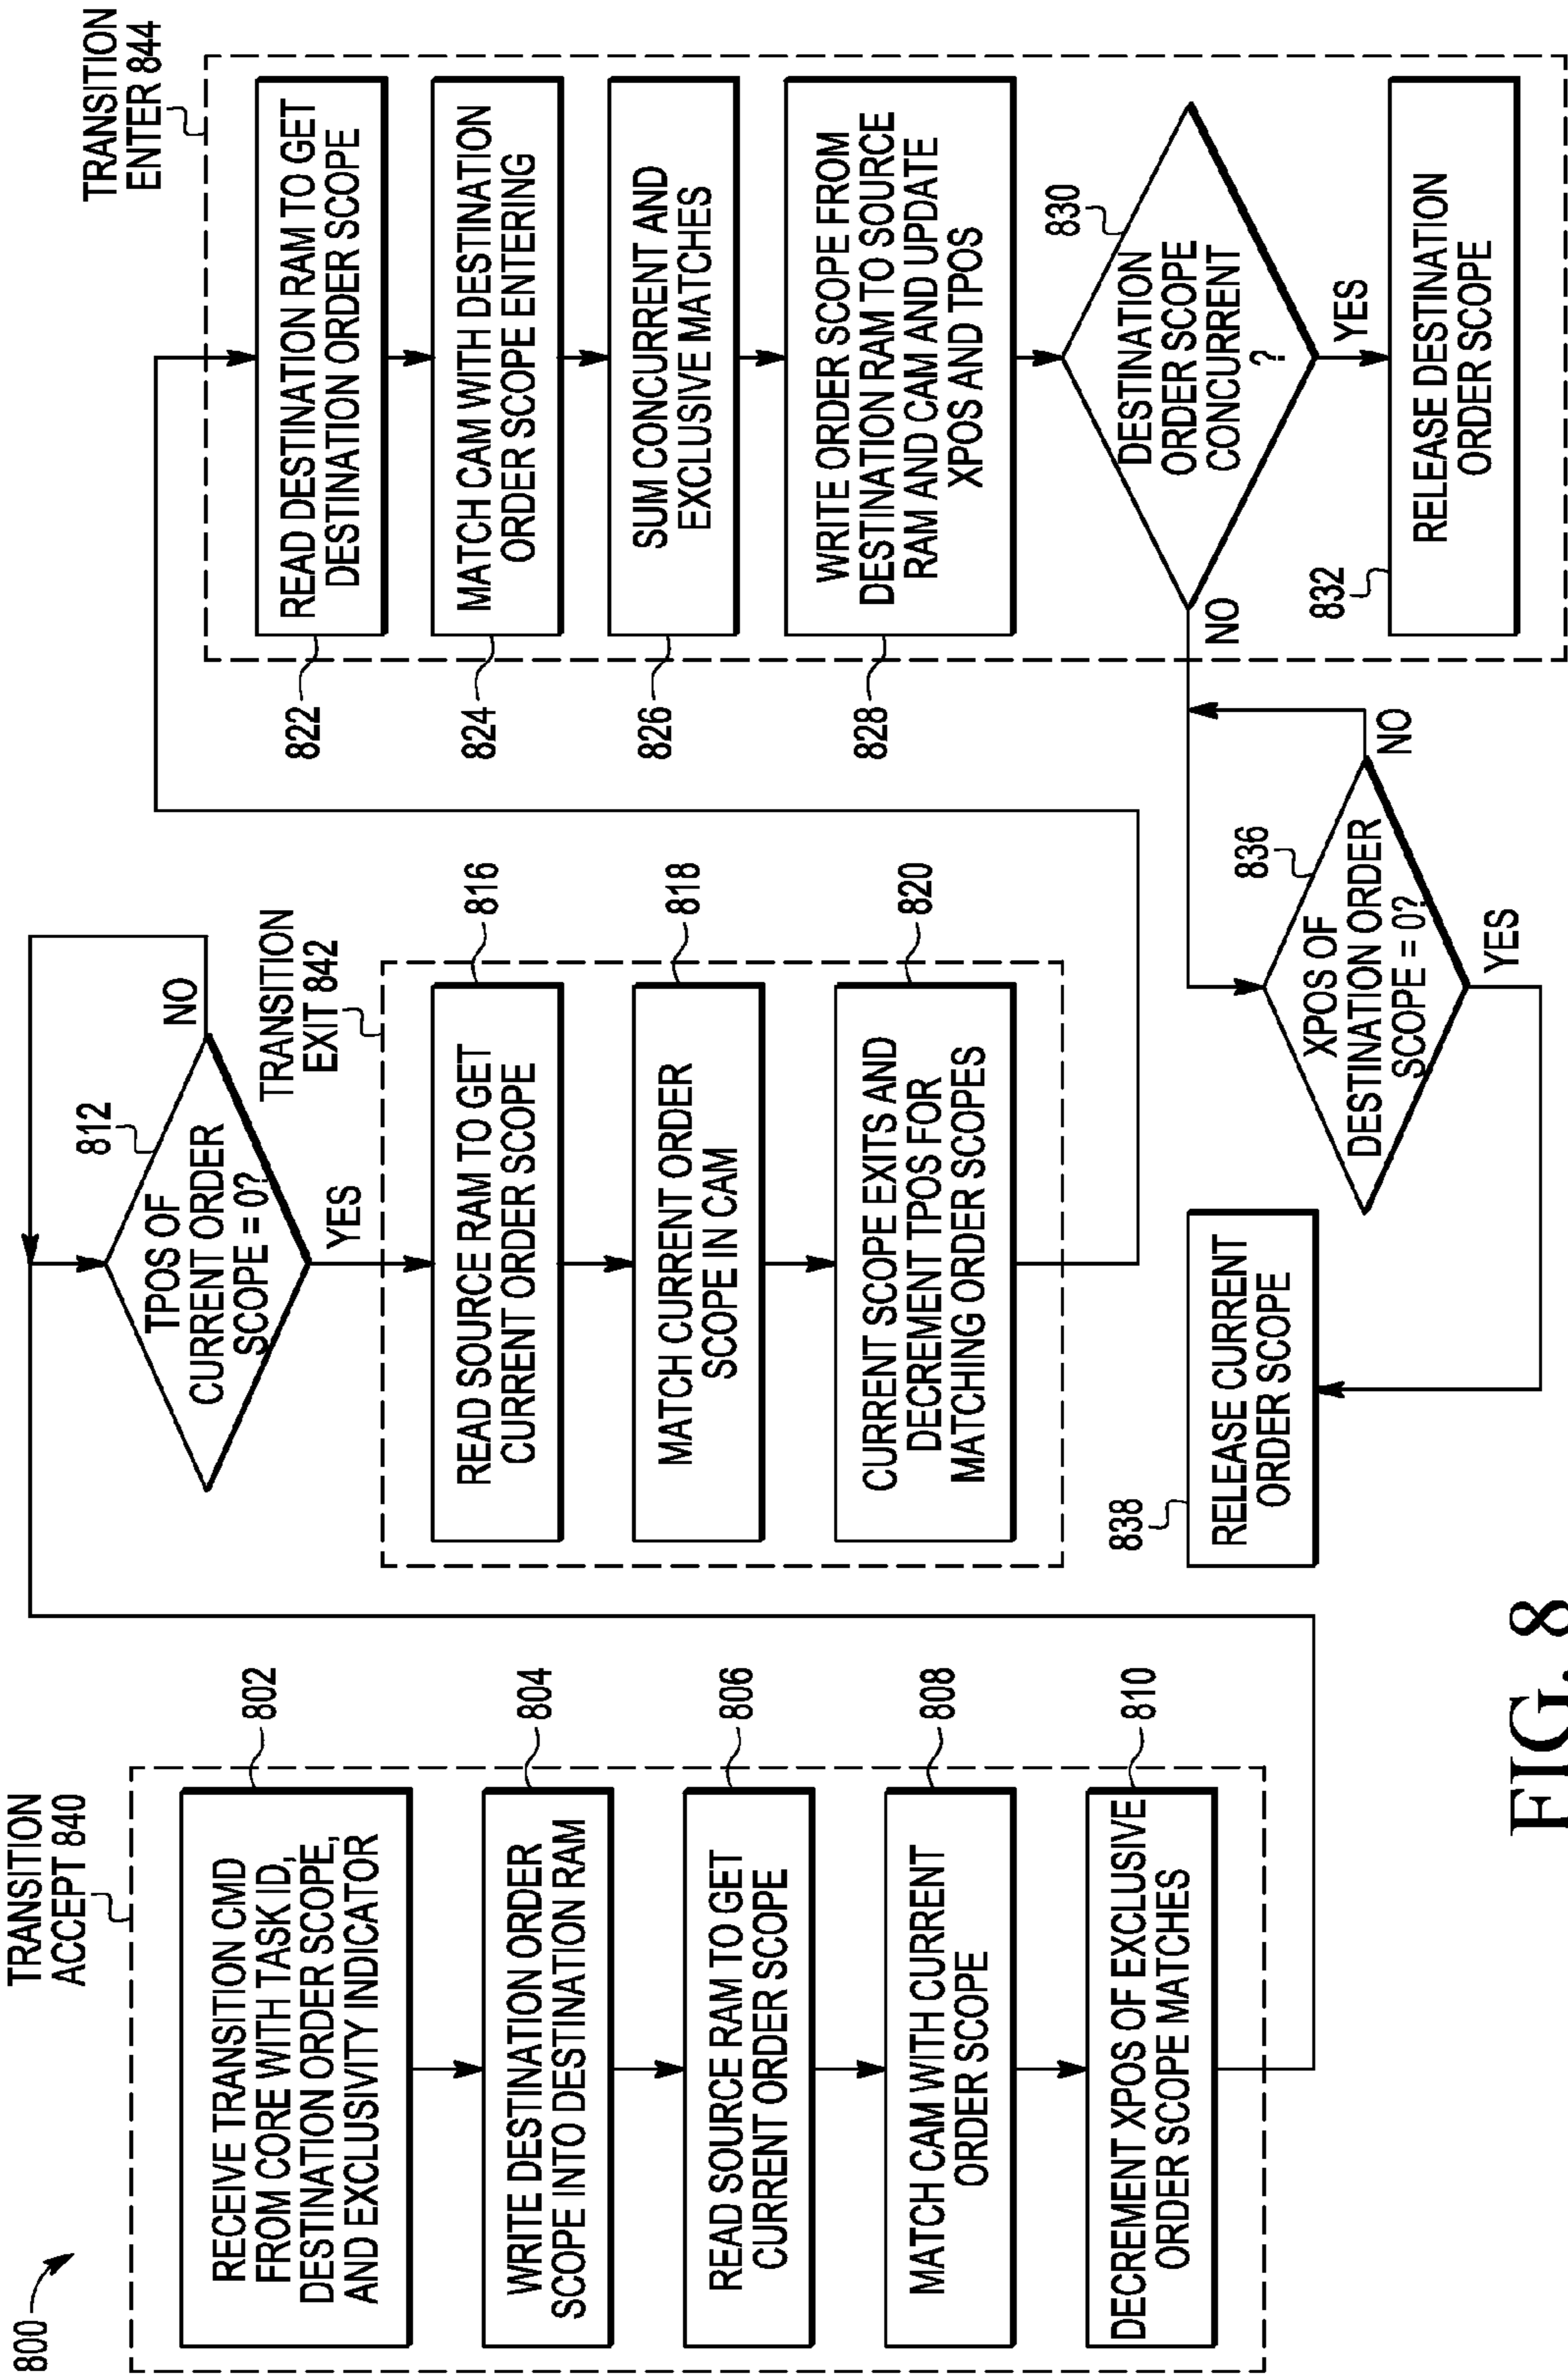 800
TRANSITION
ACCEPT 840
RECEIVE TRANSITION CMD
FROM CORE WITH TASK ID,
DESTINATION ORDER SCOPE,
AND EXCLUSIVITY INDICATOR
802
WRITE DESTINATION ORDER
SCOPE INTO DESTINATION RAM
804
READ SOURCE RAM TO GET
CURRENT ORDER SCOPE
806
MATCH CAM WITH CURRENT
ORDER SCOPE
808
DECREMENT XPOS OF EXCLUSIVE
ORDER SCOPE MATCHES
810
812
TPOS OF
CURRENT ORDER
SCOPE = 0?
NO
YES
TRANSITION
EXIT 842
READ SOURCE RAM TO GET
CURRENT ORDER SCOPE
816
MATCH CURRENT ORDER
SCOPE IN CAM
818
CURRENT SCOPE EXITS AND
DECREMENT TPOS FOR
MATCHING ORDER SCOPES
820
TRANSITION
ENTER 844
READ DESTINATION RAM TO GET
DESTINATION ORDER SCOPE
822
MATCH CAM WITH DESTINATION
ORDER SCOPE ENTERING
824
SUM CONCURRENT AND
EXCLUSIVE MATCHES
826
WRITE ORDER SCOPE FROM
DESTINATION RAM TO SOURCE
RAM AND CAM AND UPDATE
XPOS AND TPOS
828
830
DESTINATION
ORDER SCOPE
CONCURRENT
?
NO
YES
832
RELEASE DESTINATION
ORDER SCOPE
836
XPOS OF
DESTINATION ORDER
SCOPE = 0?
NO
YES
838
RELEASE CURRENT
ORDER SCOPE
FIG. 8